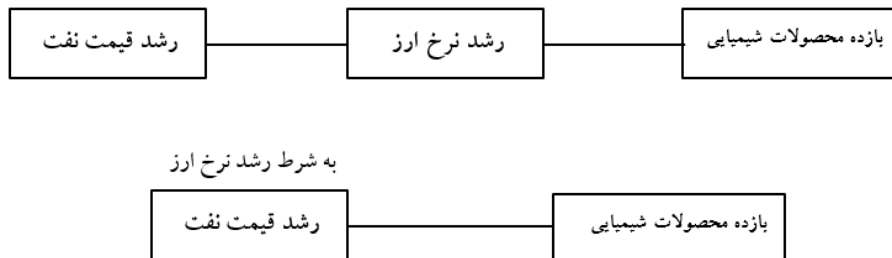 بازده محصولات شیمیایی
رشد نرخ ارز
رشد قیمت نفت
به شرط رشد نرخ ارز
بازده محصولات شیمیایی
رشد قیمت نفت